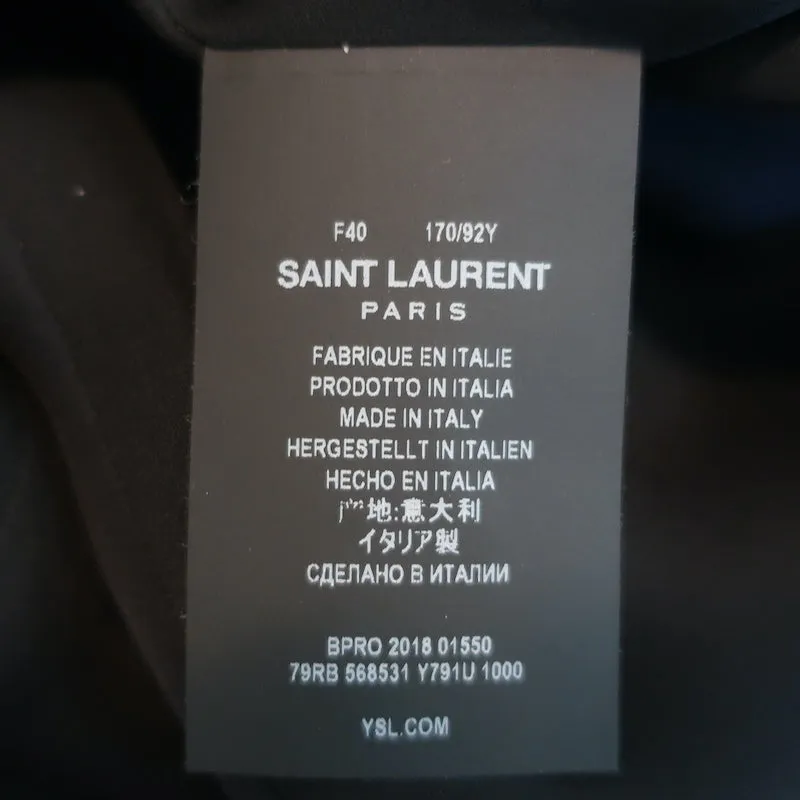 F40 170/92Y
SAINT LAURENT
PARIS
FABRIQUE EN ITALIE
PRODOTTO IN ITALIA
MADE IN ITALY
HERGESTELLT IN ITALIEN
HECHO EN ITALIA
地:意大利
イタリア製
СДЕЛАНО В ИТАЛИИ
BPRO 2018 01550
79RB 568531 Y791U 1000
YSL.COM